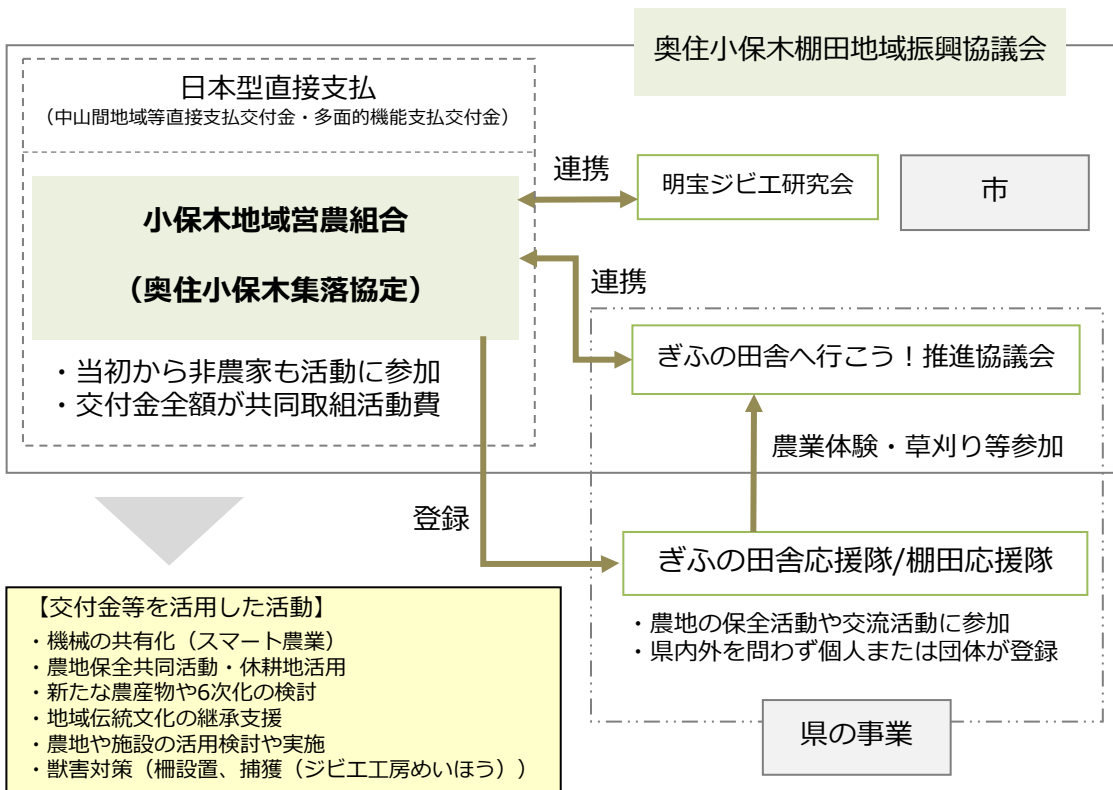 奥住小保木棚田地域振興協議会
日本型直接支払
（中山間地域等直接支払交付金・多面的機能支払交付金）
小保木地域営農組合
（奥住小保木集落協定）
・当初から非農家も活動に参加
・交付金全額が共同取組活動費
連携
明宝ジビエ研究会
市
連携
ぎふの田舎へ行こう！推進協議会
農業体験・草刈り等参加
登録
ぎふの田舎応援隊/棚田応援隊
・農地の保全活動や交流活動に参加
・県内外を問わず個人または団体が登録
県の事業
【交付金等を活用した活動】
・機械の共有化（スマート農業）
・農地保全共同活動・休耕地活用
・新たな農産物や6次化の検討
・地域伝統文化の継承支援
・農地や施設の活用検討や実施
・獣害対策（柵設置、捕獲（ジビエ工房めいほう））